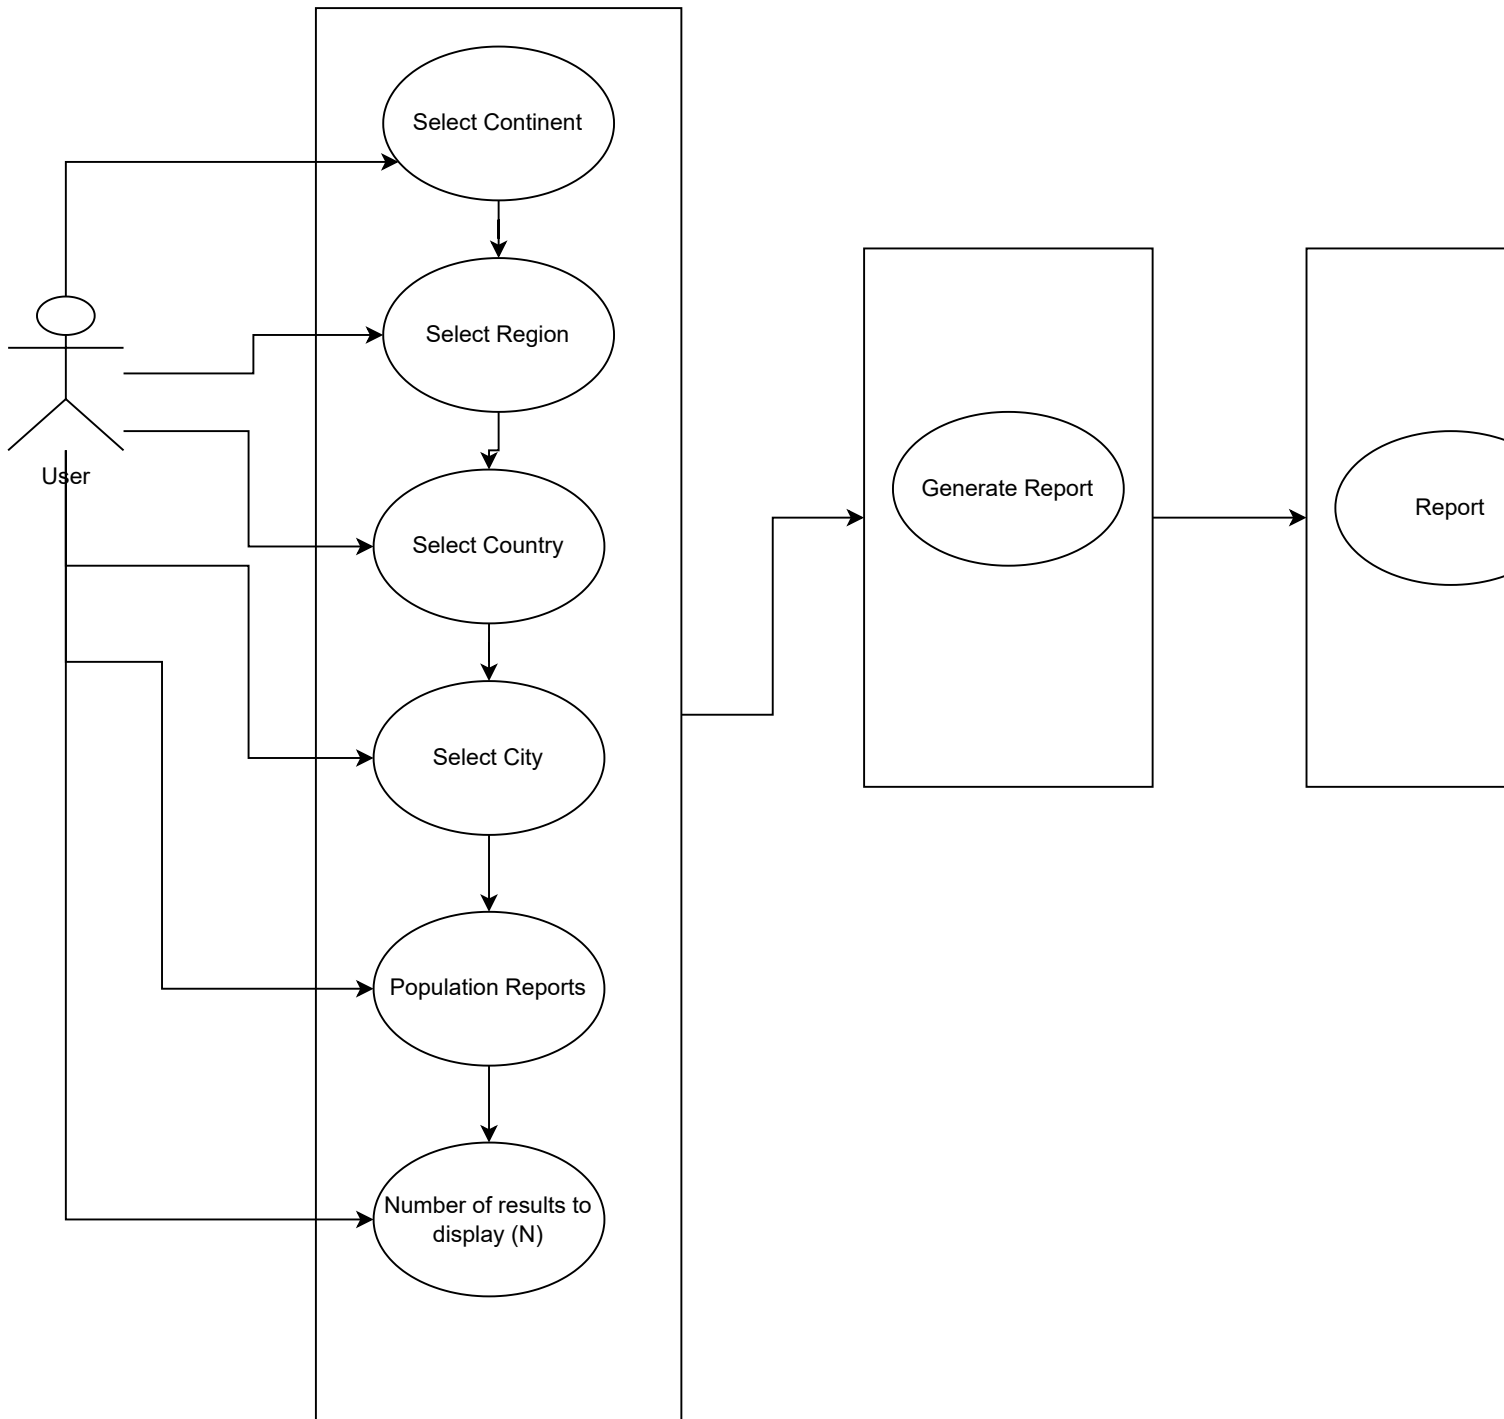 Select Continent
Select Region
User
Select Country
Generate Report
Report
Select City
Population Reports
Number of results to
display (N)